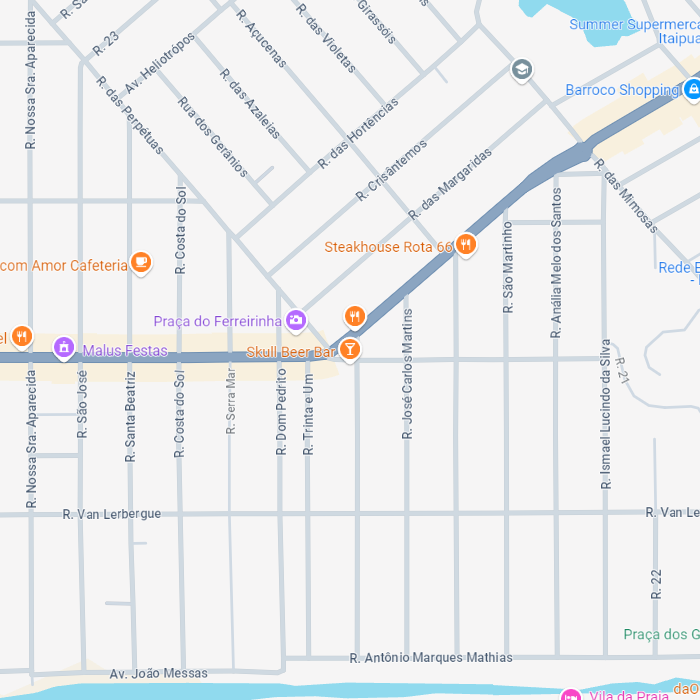 R. Nossa Sra. Aparecida
R. 23
Av. Heliotrópos
R. Açucenas
R. das Violetas
Girassóis
Summer Supermerca
Itaipua
Barroco Shopping
R. das Perpétuas
Rua dos Gerânios
R. das Azaleias
R. das Hortências
R. Crisântemos
R. das Margaridas
R. das Mimosas
R. Costa do Sol
com Amor Cafeteria
Steakhouse Rota 66
R. São Martinho
R. Anália Melo dos Santos
Rede E
Praça do Ferreirinha
el
Malus Festas
Skull Beer Bar
R. Nossa Sra. Aparecida
R. São José
R. Santa Beatriz
R. Costa do Sol
R. Serra Mar
R. Dom Pedrito
R. Trinta e Um
R. José Carlos Martins
R. Ismael Lucindo da Silva
R. 21
R. Van Lerbergue
R. Van Le
R. 22
Praça dos G
R. Antônio Marques Mathias
Av. João Messas
Vila da Praia
daO